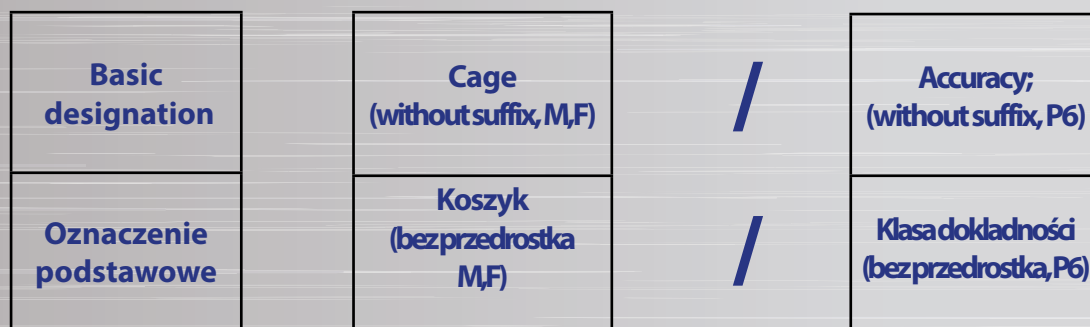 Basic
designation
Cage
(without suffix, M,F)
/
Accuracy;
(without suffix, P6)
Oznaczenie
podstawowe
Koszyk
(bez przedrostka
M,F)
/
Klasa dokladności
(bez przedrostka, P6)